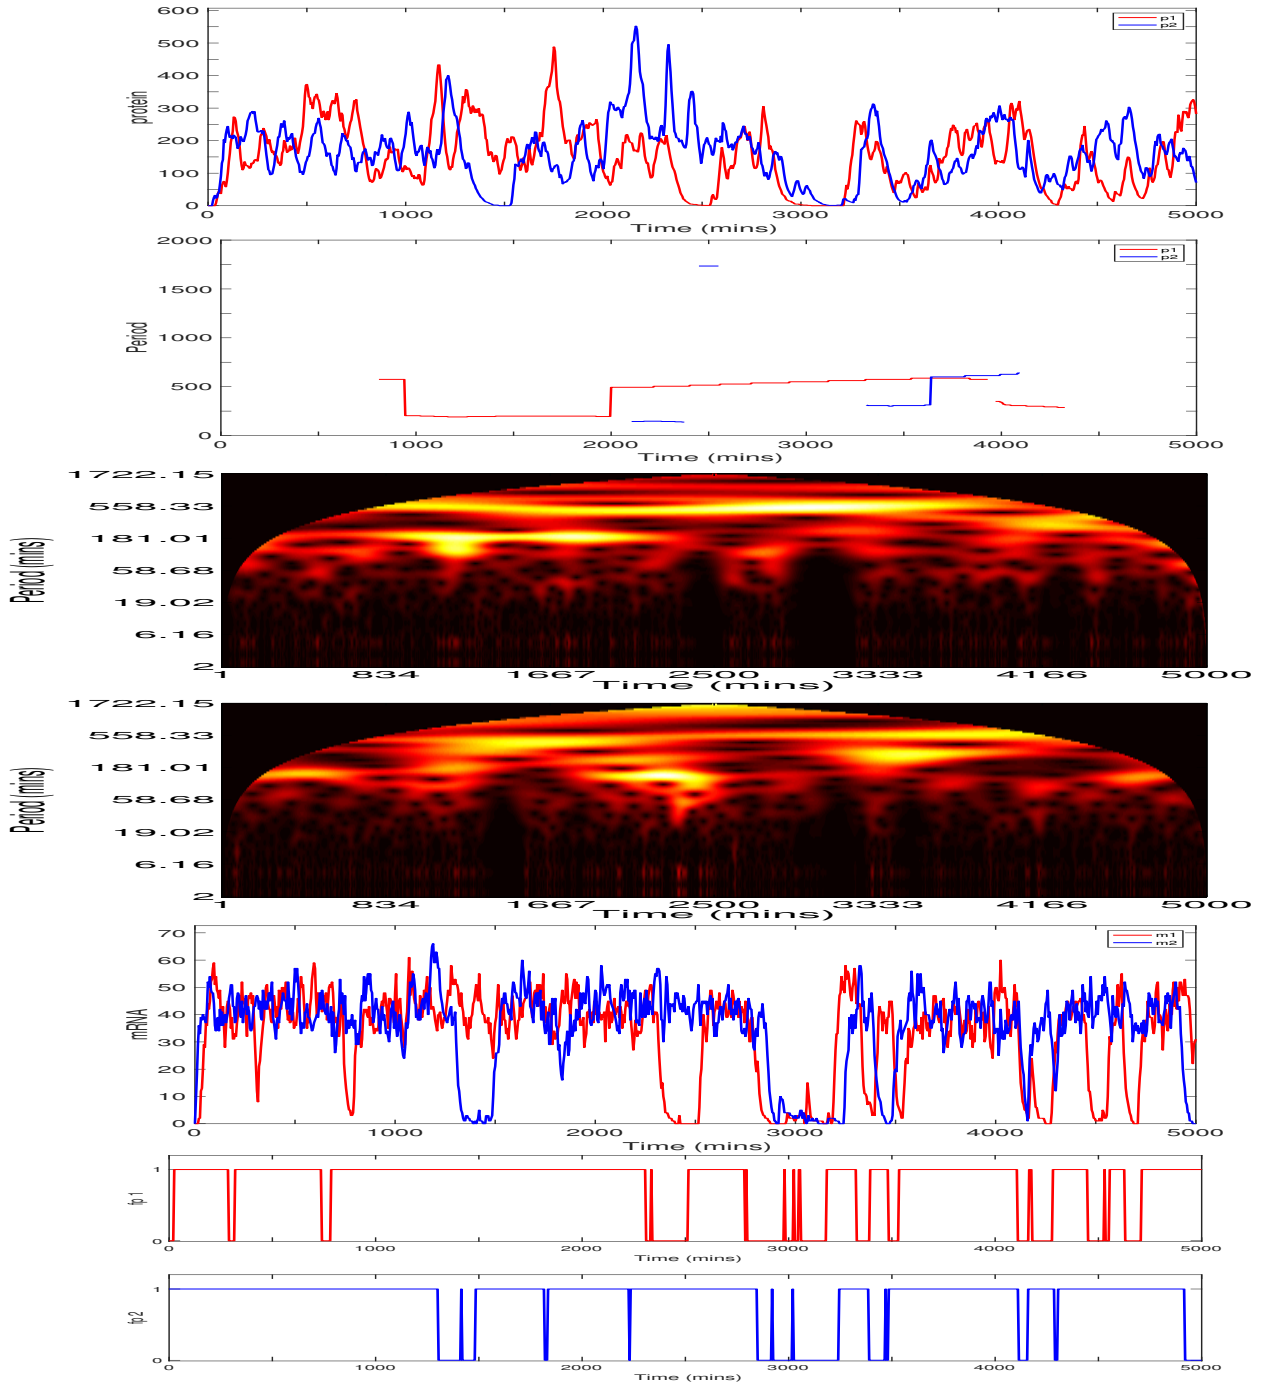 600
500
400
300
200
100
0
protein
p1
p2
0 1000 2000 3000 4000 5000
Time (mins)
2000
1500
1000
500
0
Period
p1
p2
0 1000 2000 3000 4000 5000
Time (mins)
1722.15
558.33
181.01
58.68
19.02
6.16
2
Period (mins)
1 834 1667 2500 3333 4166 5000
Time (mins)
1722.15
558.33
181.01
58.68
19.02
6.16
2
Period (mins)
1 834 1667 2500 3333 4166 5000
Time (mins)
70
60
50
40
30
20
10
0
mRNA
m1
m2
0 1000 2000 3000 4000 5000
Time (mins)
1
0
fp1
0 1000 2000 3000 4000 5000
Time (mins)
1
0
fp2
0 1000 2000 3000 4000 5000
Time (mins)